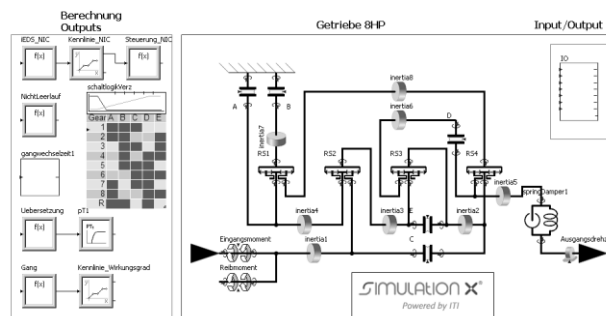 Berechnung
Outputs
Getriebe 8HP
Input/Output
iEDS_NIC
Kennlinie_NIC
Steuerung_NIC
f(x)
y
x
f(x)
NichtLeerlauf
f(x)
schaltlogikVerz
Gear A B C D E
1
2
3
4
5
6
7
8
R
gangwechselzeit1
Uebersetzung
pT1
f(x)
PT₁
Gang
Kennlinie_Wirkungsgrad
f(x)
y
x
A
B
inertia7
inertia8
inertia6
D
RS1
RS2
RS3
RS4
inertia5
springDamper1
inertia4
inertia3
E
inertia2
C
Eingangsmoment
inertia1
Reibmoment
Ausgangsdrehz
IO
SIMULATION X®
Powered by ITI